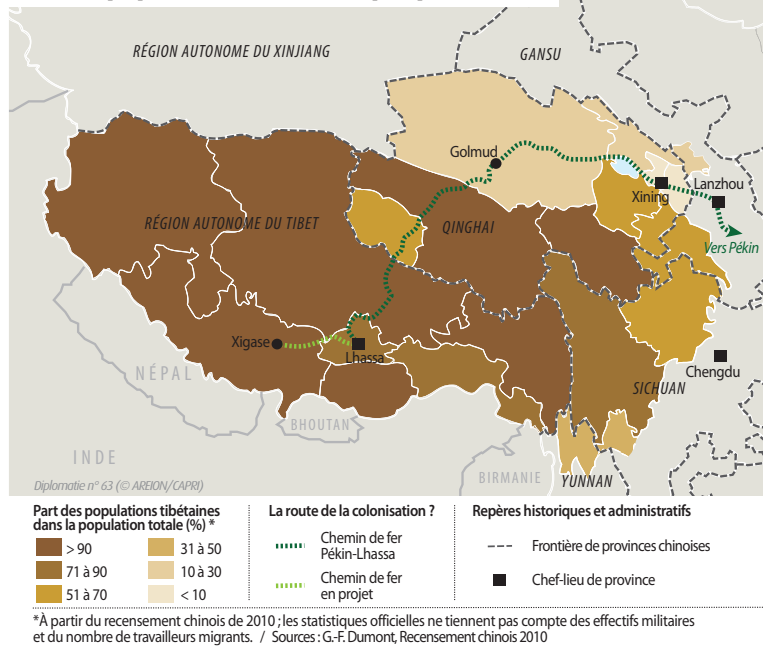 RÉGION AUTONOME DU XINJIANG
GANSU
Golmud
Xining
Lanzhou
RÉGION AUTONOME DU TIBET
QINGHAI
Vers Pékin
Xigase
Lhassa
Chengdu
NÉPAL
SICHUAN
BHOUTAN
INDE
BIRMANIE
YUNNAN
Diplomatie n° 63 (© AREION/CAPRI)
Part des populations tibétaines
dans la population totale (%) *
> 90
71 à 90
51 à 70
31 à 50
10 à 30
< 10
La route de la colonisation ?
Chemin de fer
Pékin-Lhassa
Chemin de fer
en projet
Repères historiques et administratifs
Frontière de provinces chinoises
Chef-lieu de province
*À partir du recensement chinois de 2010 ; les statistiques officielles ne tiennent pas compte des effectifs militaires
et du nombre de travailleurs migrants. / Sources : G.-F. Dumont, Recensement chinois 2010